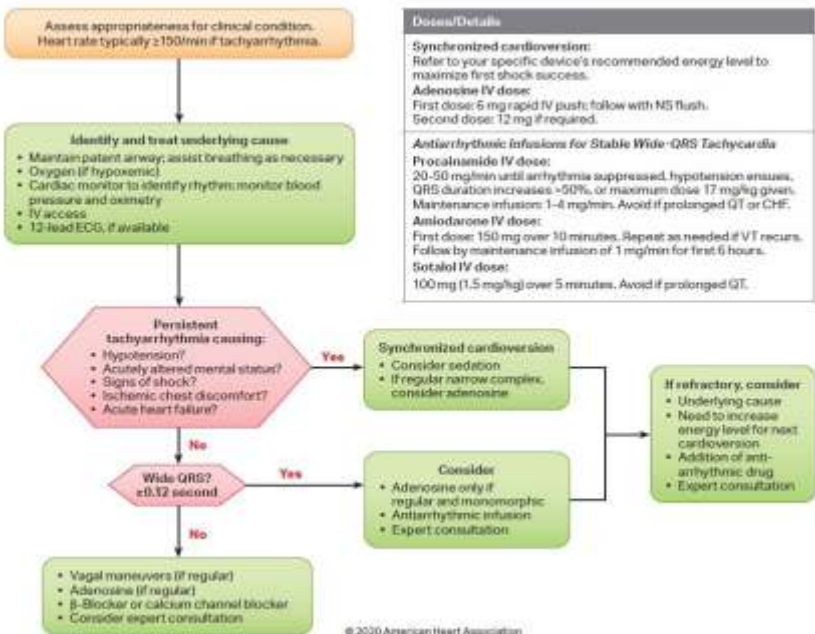 Assess appropriateness for clinical condition.
Heart rate typically ≥150/min if tachyarrhythmia.
Identify and treat underlying cause
• Maintain patent airway; assist breathing as necessary
• Oxygen (if hypoxemic)
• Cardiac monitor to identify rhythm; monitor blood
pressure and oximetry
• IV access
• 12-lead ECG, if available
Persistent
tachyarrhythmia causing:
• Hypotension?
• Acutely altered mental status?
• Signs of shock?
• Ischemic chest discomfort?
• Acute heart failure?
Yes
Synchronized cardioversion
• Consider sedation
• If regular narrow complex,
consider adenosine
If refractory, consider
• Underlying cause
• Need to increase
energy level for next
cardioversion
• Addition of anti-
arrhythmic drug
• Expert consultation
No
Wide QRS?
≥0.12 second
Yes
Consider
• Adenosine only if
regular and monomorphic
• Antiarrhythmic infusion
• Expert consultation
No
• Vagal maneuvers (if regular)
• Adenosine (if regular)
• β-Blocker or calcium channel blocker
• Consider expert consultation
Doses/Details
Synchronized cardioversion:
Refer to your specific device's recommended energy level to
maximize first shock success.
Adenosine IV dose:
First dose: 6 mg rapid IV push; follow with NS flush.
Second dose: 12 mg if required.
Antiarrhythmic Infusions for Stable Wide-QRS Tachycardia
Procainamide IV dose:
20-50 mg/min until arrhythmia suppressed, hypotension ensues,
QRS duration increases >50%, or maximum dose 17 mg/kg given.
Maintenance infusion: 1-4 mg/min. Avoid if prolonged QT or CHF.
Amiodarone IV dose:
First dose: 150 mg over 10 minutes. Repeat as needed if VT recurs.
Follow by maintenance infusion of 1 mg/min for first 6 hours.
Sotalol IV dose:
100 mg (1.5 mg/kg) over 5 minutes. Avoid if prolonged QT.
© 2020 American Heart Association